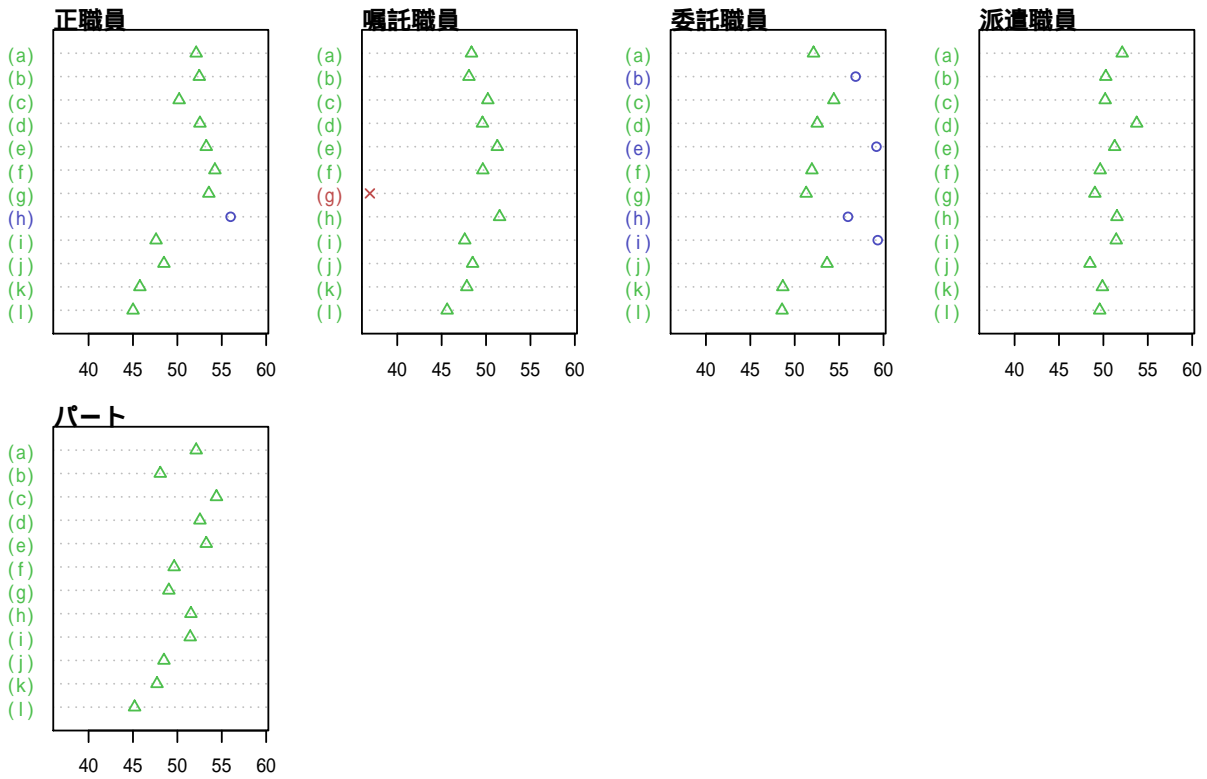 正職員 嘱託職員 委託職員 派遣職員
(a) (a) (a) (a)
(b) (b) (b) (b)
(c) (c) (c) (c)
(d) (d) (d) (d)
(e) (e) (e) (e)
(f) (f) (f) (f)
(g) (g) (g) (g)
(h) (h) (h) (h)
(i) (i) (i) (i)
(j) (j) (j) (j)
(k) (k) (k) (k)
(l) (l) (l) (l)
40 45 50 55 60 40 45 50 55 60 40 45 50 55 60 40 45 50 55 60
パート
(a)
(b)
(c)
(d)
(e)
(f)
(g)
(h)
(i)
(j)
(k)
(l)
40 45 50 55 60